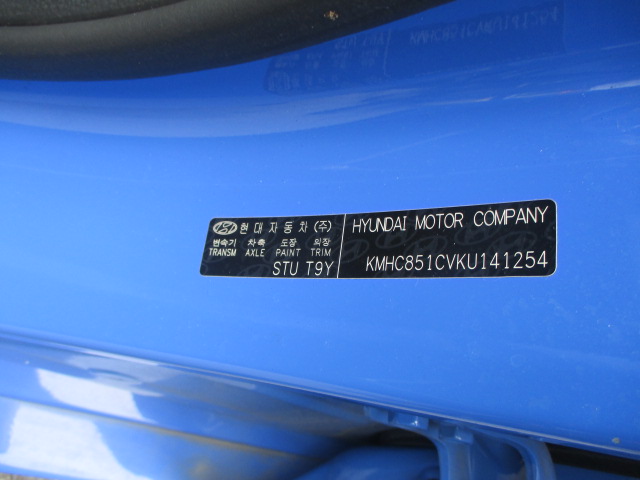 현대자동차(주)
변속기 차축 도장 외장
TRANSM AXLE PAINT TRIM
STU T9Y
HYUNDAI MOTOR COMPANY
KMHC851CVKU141254